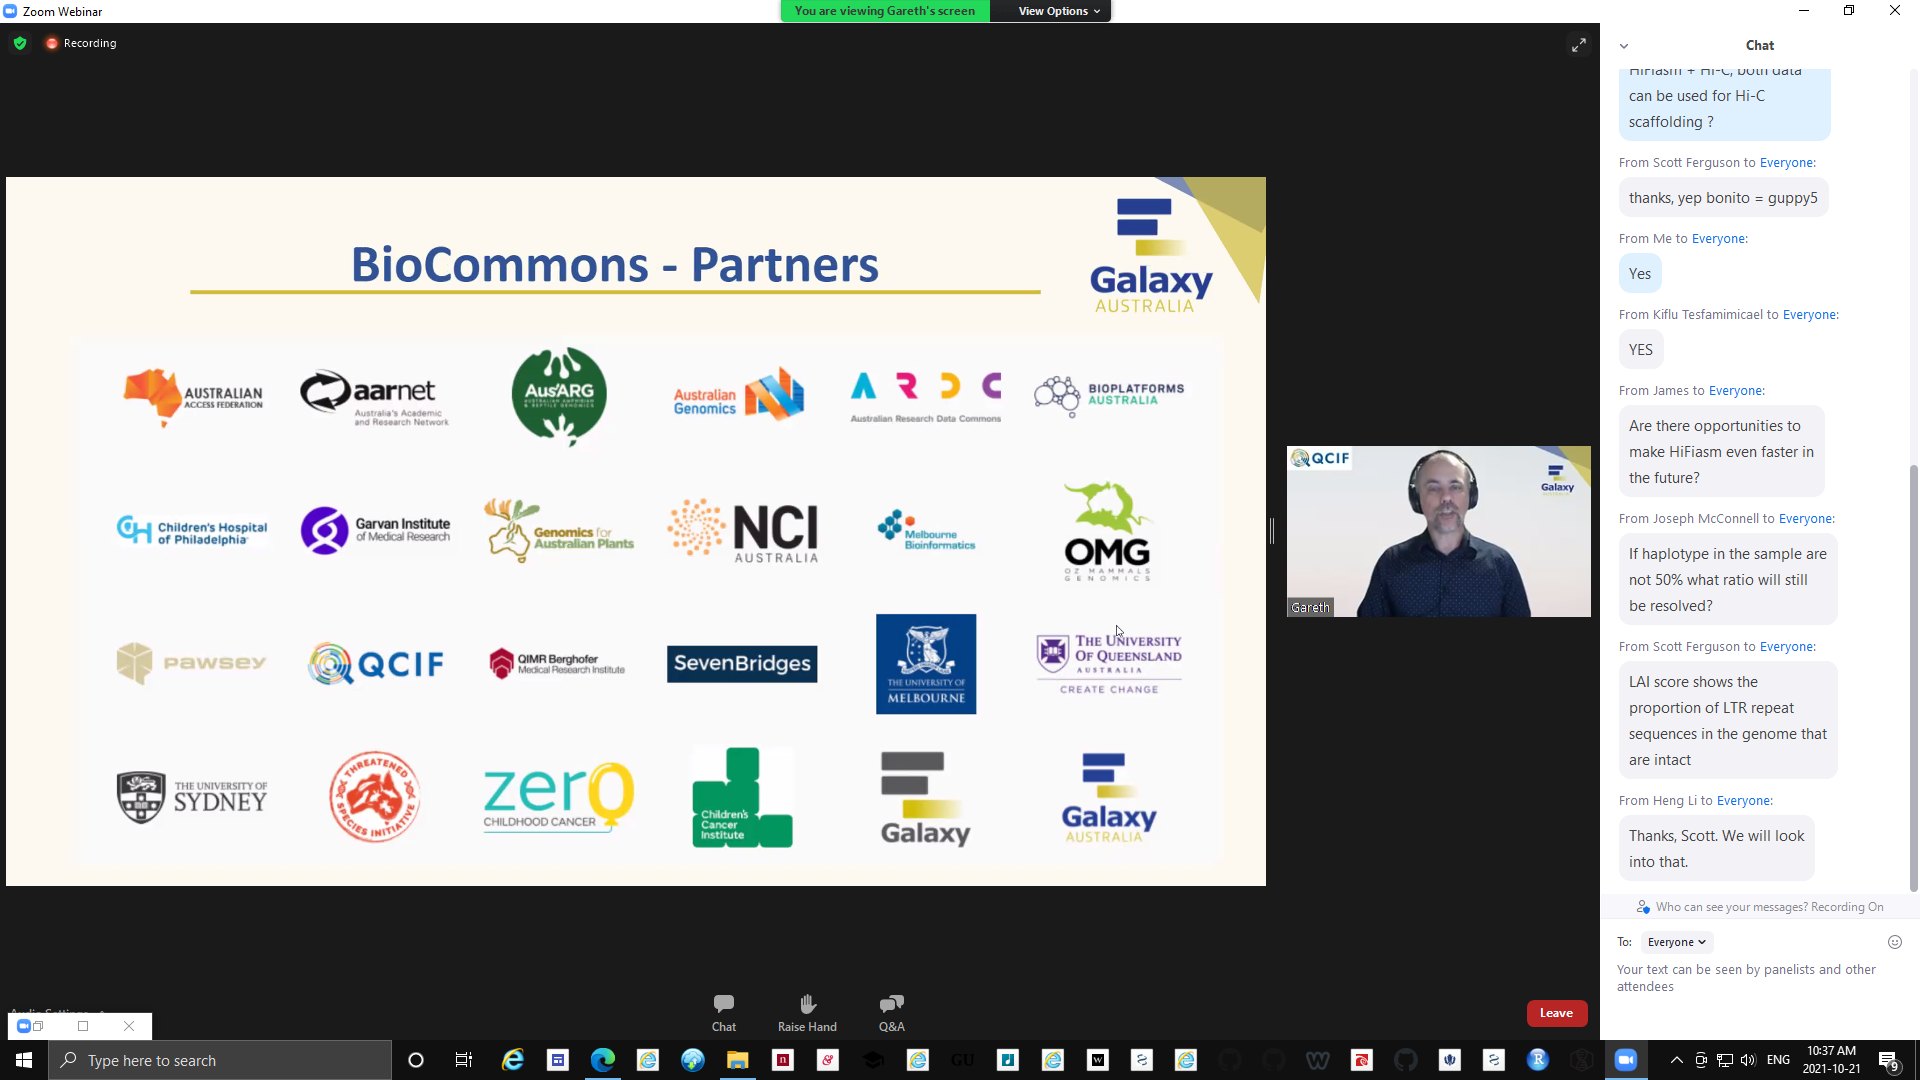 Zoom Webinar
You are viewing Gareth's screen
View Options
Recording
BioCommons - Partners
Galaxy
AUSTRALIA
AUSTRALIAN
ACCESS FEDERATION
aarnet
Australia's Academic
and Research Network
Aus'ARG
AUSTRALIAN AMPHIBIAN
& REPTILE GENOMICS
Australian
Genomics
ARDC
Australian Research Data Commons
BIOPLATFORMS
AUSTRALIA
CH Children's Hospital
of Philadelphia
Garvan Institute
of Medical Research
Genomics for
Australian Plants
NCI
AUSTRALIA
Melbourne
Bioinformatics
OMG
OZ MAMMALS
GENOMICS
PAWSEY
QCIF
QIMR Berghofer
Medical Research Institute
SevenBridges
THE UNIVERSITY OF
MELBOURNE
THE UNIVERSITY
OF QUEENSLAND
AUSTRALIA
CREATE CHANGE
THE UNIVERSITY OF
SYDNEY
THREATENED
SPECIES INITIATIVE
zero
CHILDHOOD CANCER
Children's
Cancer
Institute
Galaxy
Galaxy
AUSTRALIA
QCIF
Galaxy
Gareth
Chat
HiFiasm + Hi-C, both data
can be used for Hi-C
scaffolding ?
From Scott Ferguson to Everyone:
thanks, yep bonito = guppy5
From Me to Everyone:
Yes
From Kiflu Tesfamimicael to Everyone:
YES
From James to Everyone:
Are there opportunities to
make HiFiasm even faster in
the future?
From Joseph McConnell to Everyone:
If haplotype in the sample are
not 50% what ratio will still
be resolved?
From Scott Ferguson to Everyone:
LAI score shows the
proportion of LTR repeat
sequences in the genome that
are intact
From Heng Li to Everyone:
Thanks, Scott. We will look
into that.
Who can see your messages? Recording On
To: Everyone
Your text can be seen by panelists and other
attendees
Chat
Raise Hand
Q&A
Leave
Type here to search
GU
ENG
10:37 AM
2021-10-21
9